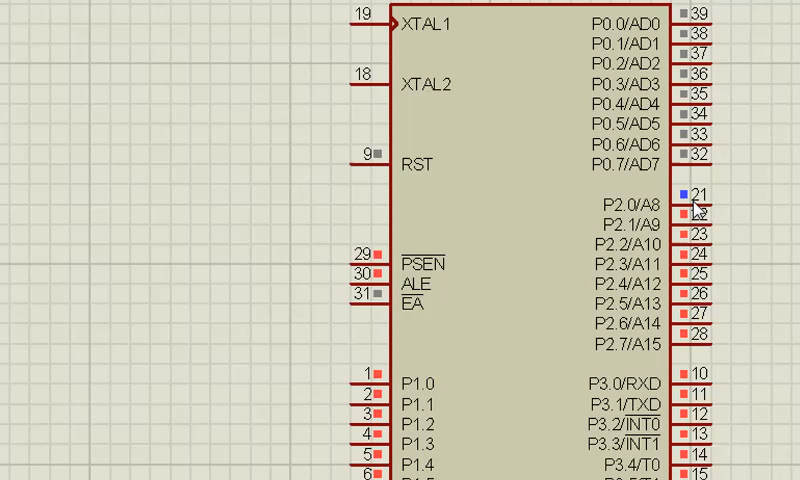 19 XTAL1 P0.0/AD0 39
P0.1/AD1 38
P0.2/AD2 37
18 XTAL2 P0.3/AD3 36
P0.4/AD4 35
P0.5/AD5 34
P0.6/AD6 33
9 RST P0.7/AD7 32
P2.0/A8 21
P2.1/A9 22
P2.2/A10 23
29 PSEN P2.3/A11 24
30 ALE P2.4/A12 25
31 EA P2.5/A13 26
P2.6/A14 27
P2.7/A15 28
1 P1.0 P3.0/RXD 10
2 P1.1 P3.1/TXD 11
3 P1.2 P3.2/INT0 12
4 P1.3 P3.3/INT1 13
5 P1.4 P3.4/T0 14
6 15